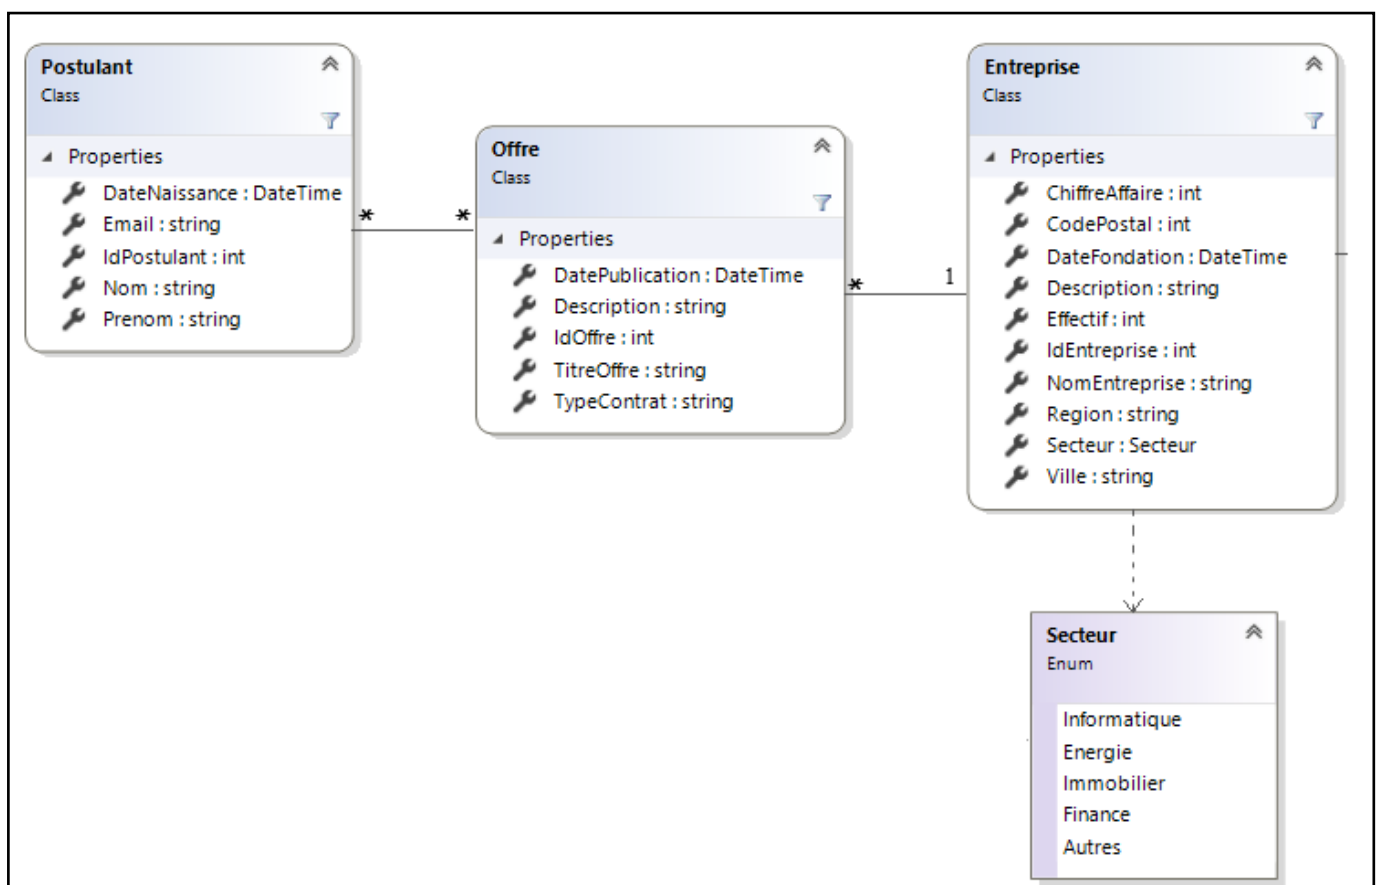 Postulant
Class
Properties
DateNaissance : DateTime
Email : string
IdPostulant : int
Nom : string
Prenom : string
* *
Offre
Class
Properties
DatePublication : DateTime
Description : string
IdOffre : int
TitreOffre : string
TypeContrat : string
* 1
Entreprise
Class
Properties
ChiffreAffaire : int
CodePostal : int
DateFondation : DateTime
Description : string
Effectif : int
IdEntreprise : int
NomEntreprise : string
Region : string
Secteur : Secteur
Ville : string
Secteur
Enum
Informatique
Energie
Immobilier
Finance
Autres